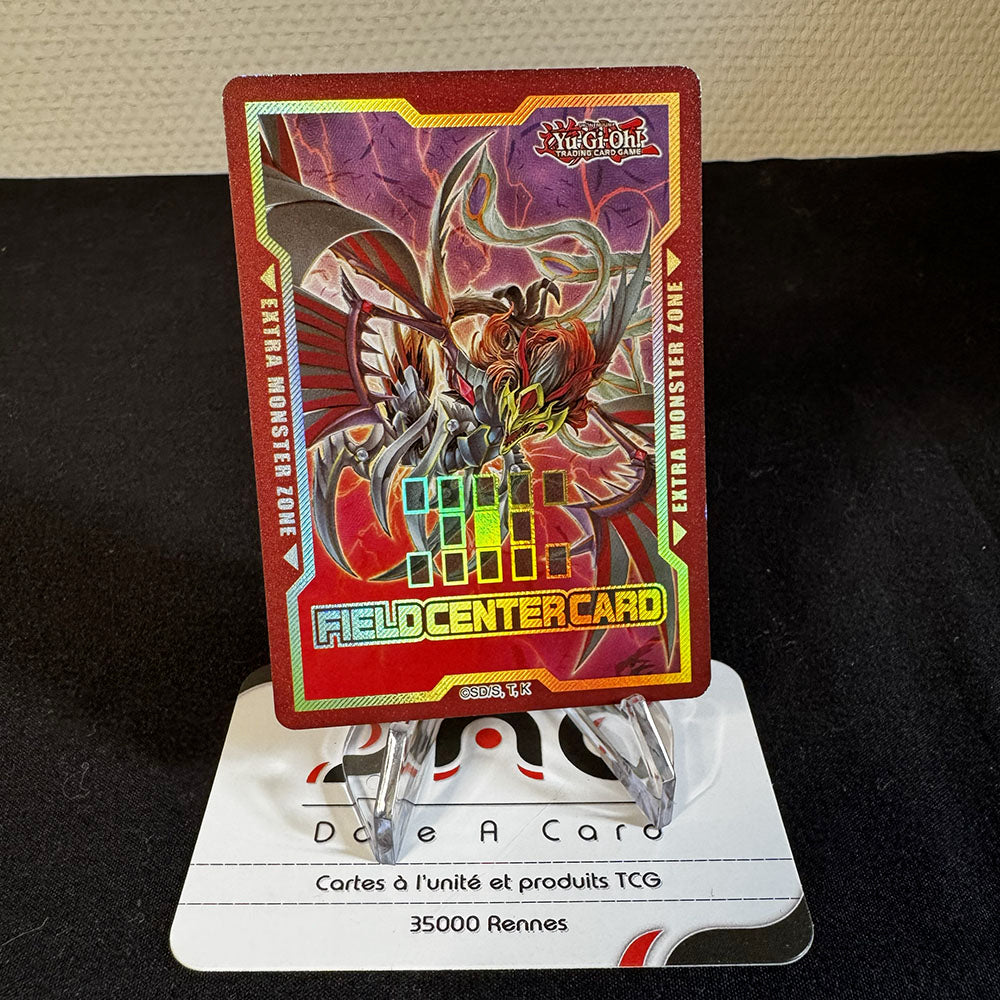 Yu-Gi-Oh!
TRADING CARD GAME
EXTRA MONSTER ZONE
EXTRA MONSTER ZONE
FIELD CENTER CARD
©SD/S, T, K
Date A Card
Cartes à l'unité et produits TCG
35000 Rennes